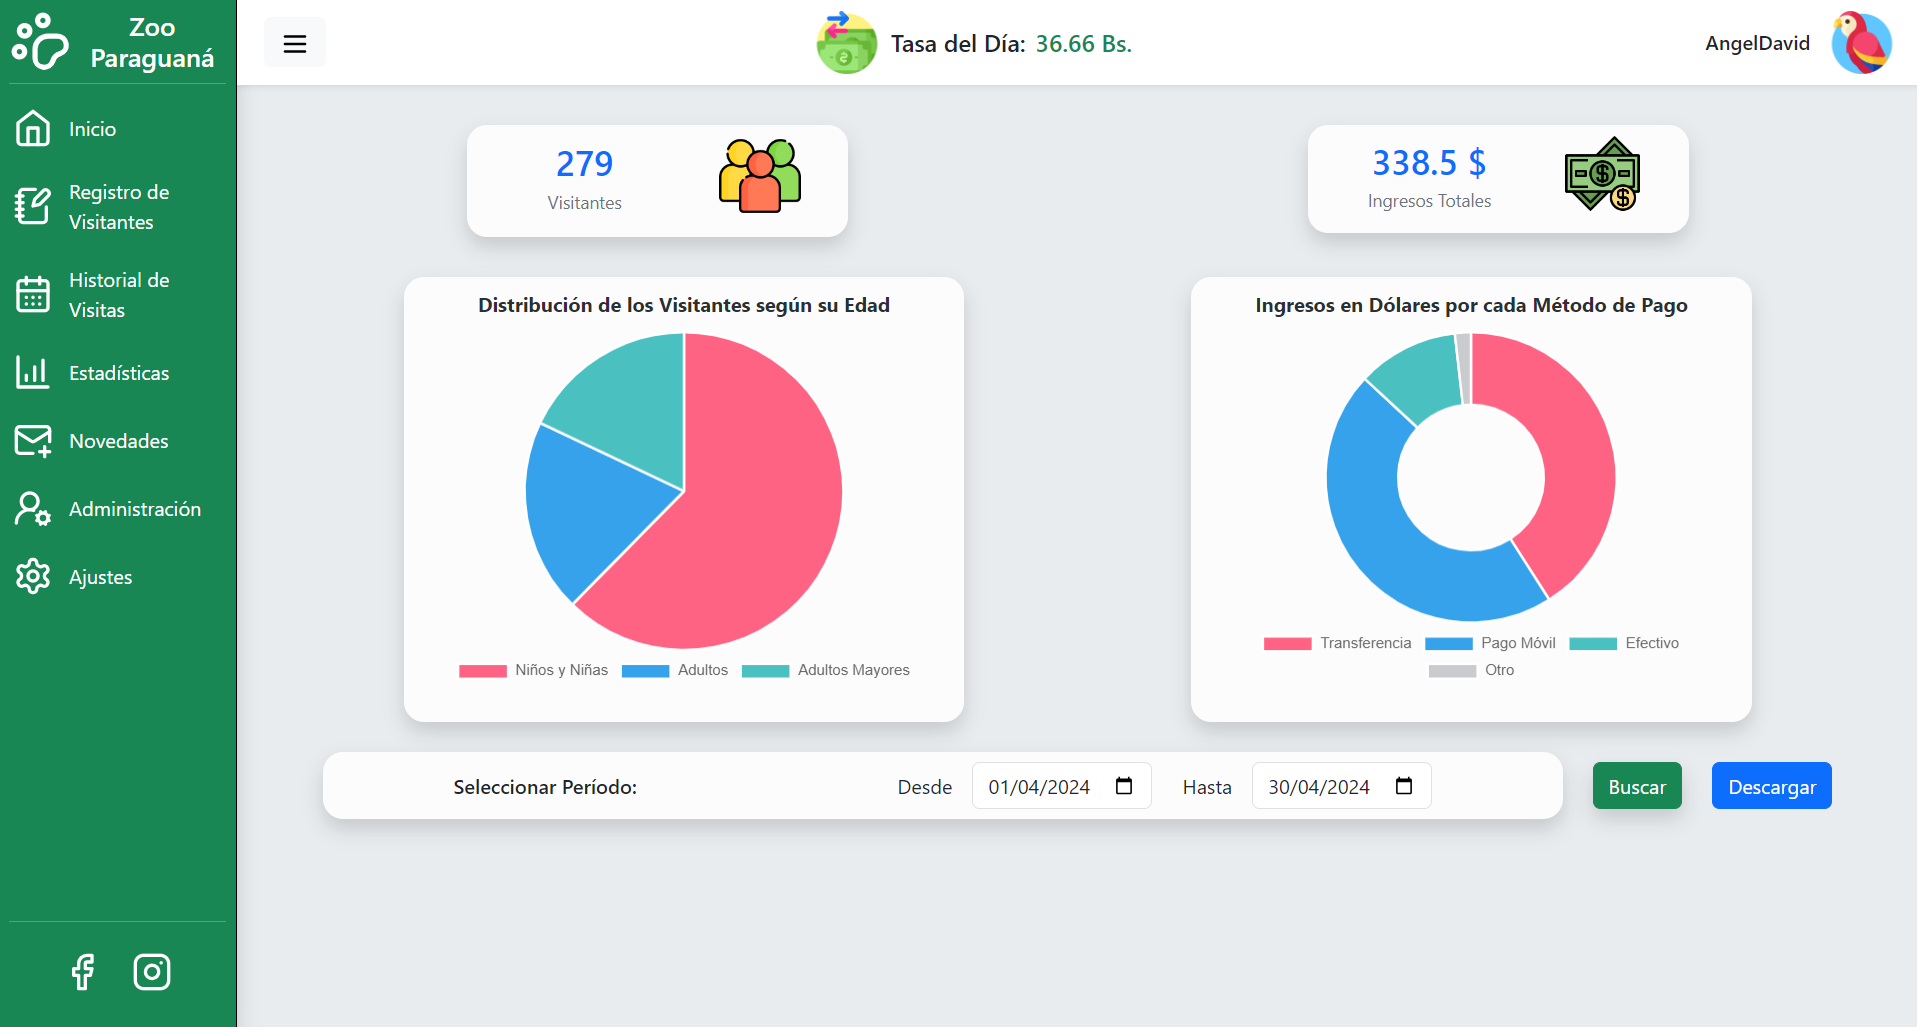 Zoo
Paraguaná
Inicio
Registro de
Visitantes
Historial de
Visitas
Estadísticas
Novedades
Administración
Ajustes
Tasa del Día: 36.66 Bs.
AngelDavid
279
Visitantes
338.5 $
Ingresos Totales
Distribución de los Visitantes según su Edad
Niños y Niñas Adultos Adultos Mayores
Ingresos en Dólares por cada Método de Pago
Transferencia Pago Móvil Efectivo
Otro
Seleccionar Período: Desde 01/04/2024 Hasta 30/04/2024 Buscar Descargar